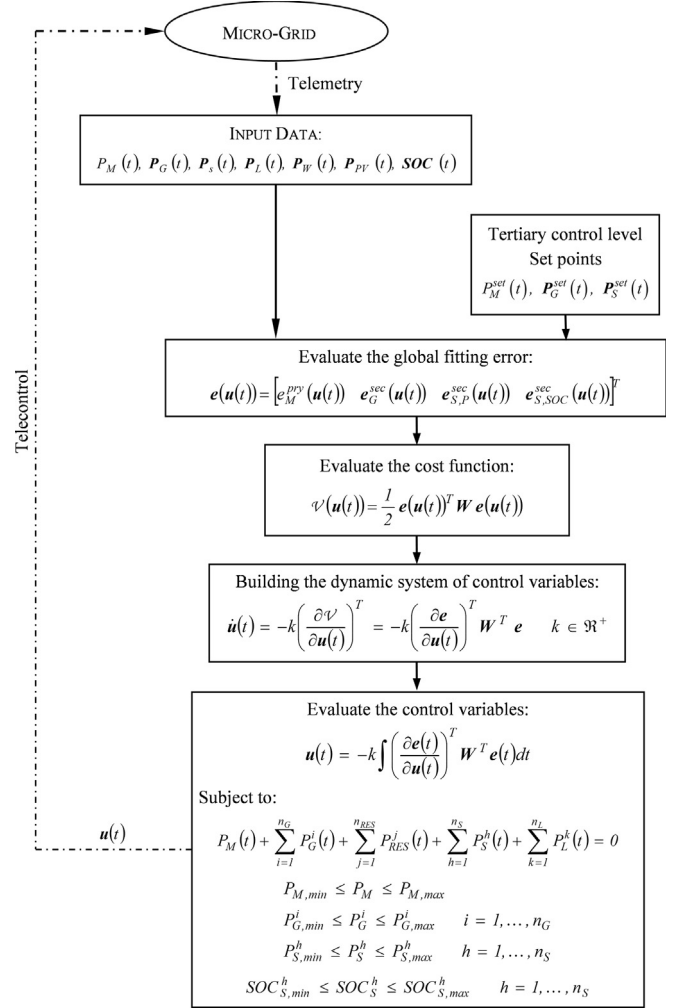 MICRO-GRID
Telemetry
INPUT DATA:
P_M (t), P_G (t), P_s (t), P_L (t), P_W (t), P_PV (t), SOC (t)
Tertiary control level
Set points
P_M^set (t), P_G^set (t), P_S^set (t)
Evaluate the global fitting error:
e(u(t)) = [e_M^pry (u(t)) e_G^sec (u(t)) e_S,P^sec (u(t)) e_S,SOC^sec (u(t))]^T
Evaluate the cost function:
𝒱(u(t)) = 1/2 e(u(t))^T W e(u(t))
Building the dynamic system of control variables:
u̇(t) = −k(∂𝒱/∂u(t))^T = −k(∂e/∂u(t))^T W^T e k ∈ ℜ^+
Evaluate the control variables:
u(t) = −k∫(∂e(t)/∂u(t))^T W^T e(t)dt
Subject to:
P_M (t) + ∑_{i=1}^{n_G} P_G^i (t) + ∑_{j=1}^{n_RES} P_RES^j (t) + ∑_{h=1}^{n_S} P_S^h (t) + ∑_{k=1}^{n_L} P_L^k (t) = 0
P_M,min ≤ P_M ≤ P_M,max
P_G,min^i ≤ P_G^i ≤ P_G,max^i i = 1,…,n_G
P_S,min^h ≤ P_S^h ≤ P_S,max^h h = 1,…,n_S
SOC_S,min^h ≤ SOC_S^h ≤ SOC_S,max^h h = 1,…,n_S
u(t)
Telecontrol